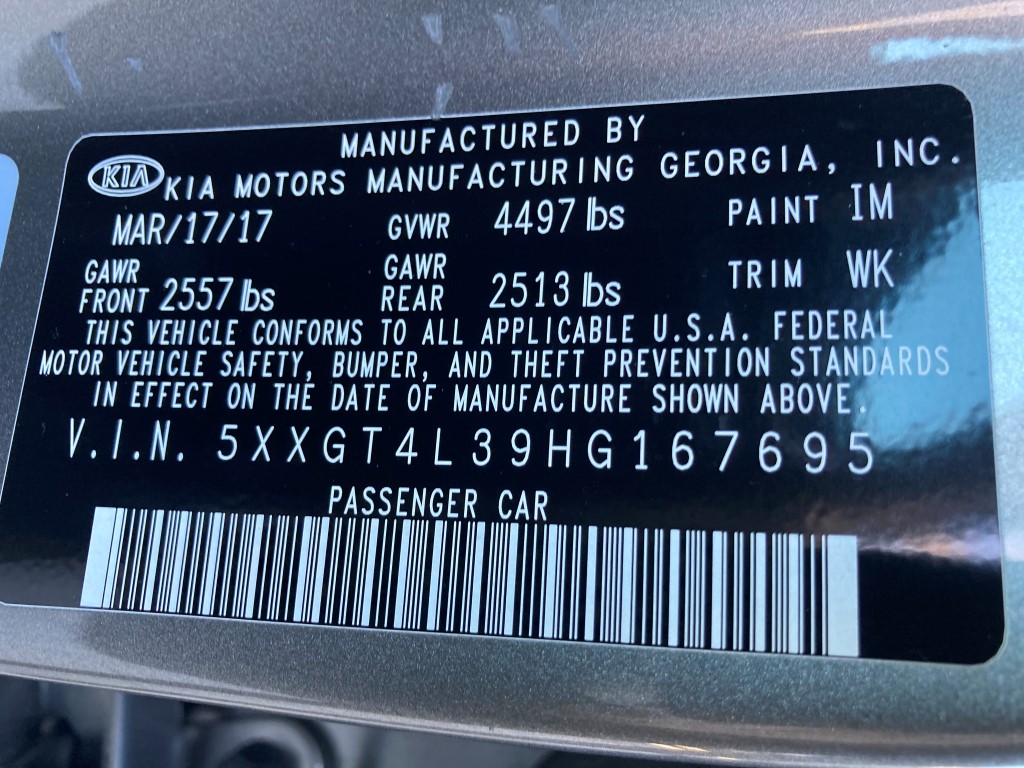 MANUFACTURED BY
KIA KIA MOTORS MANUFACTURING GEORGIA, INC.
MAR/17/17 GVWR 4497 lbs PAINT IM
GAWR FRONT 2557 lbs GAWR REAR 2513 lbs TRIM WK
THIS VEHICLE CONFORMS TO ALL APPLICABLE U.S.A. FEDERAL
MOTOR VEHICLE SAFETY, BUMPER, AND THEFT PREVENTION STANDARDS
IN EFFECT ON THE DATE OF MANUFACTURE SHOWN ABOVE.
V.I.N. 5XXGT4L39HG167695
PASSENGER CAR